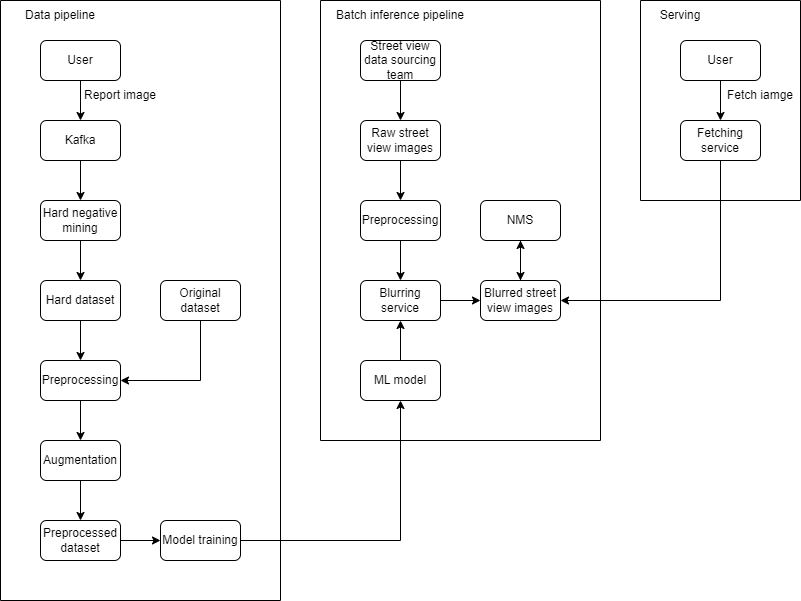 Data pipeline
User
Report image
Kafka
Hard negative
mining
Hard dataset
Original
dataset
Preprocessing
Augmentation
Preprocessed
dataset
Model training
Batch inference pipeline
Street view
data sourcing
team
Raw street
view images
Preprocessing
NMS
Blurring
service
Blurred street
view images
ML model
Serving
User
Fetch iamge
Fetching
service